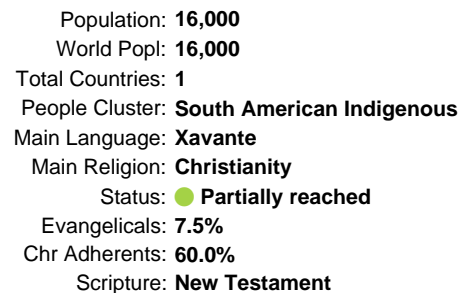 Population: 16,000
World Popl: 16,000
Total Countries: 1
People Cluster: South American Indigenous
Main Language: Xavante
Main Religion: Christianity
Status: Partially reached
Evangelicals: 7.5%
Chr Adherents: 60.0%
Scripture: New Testament